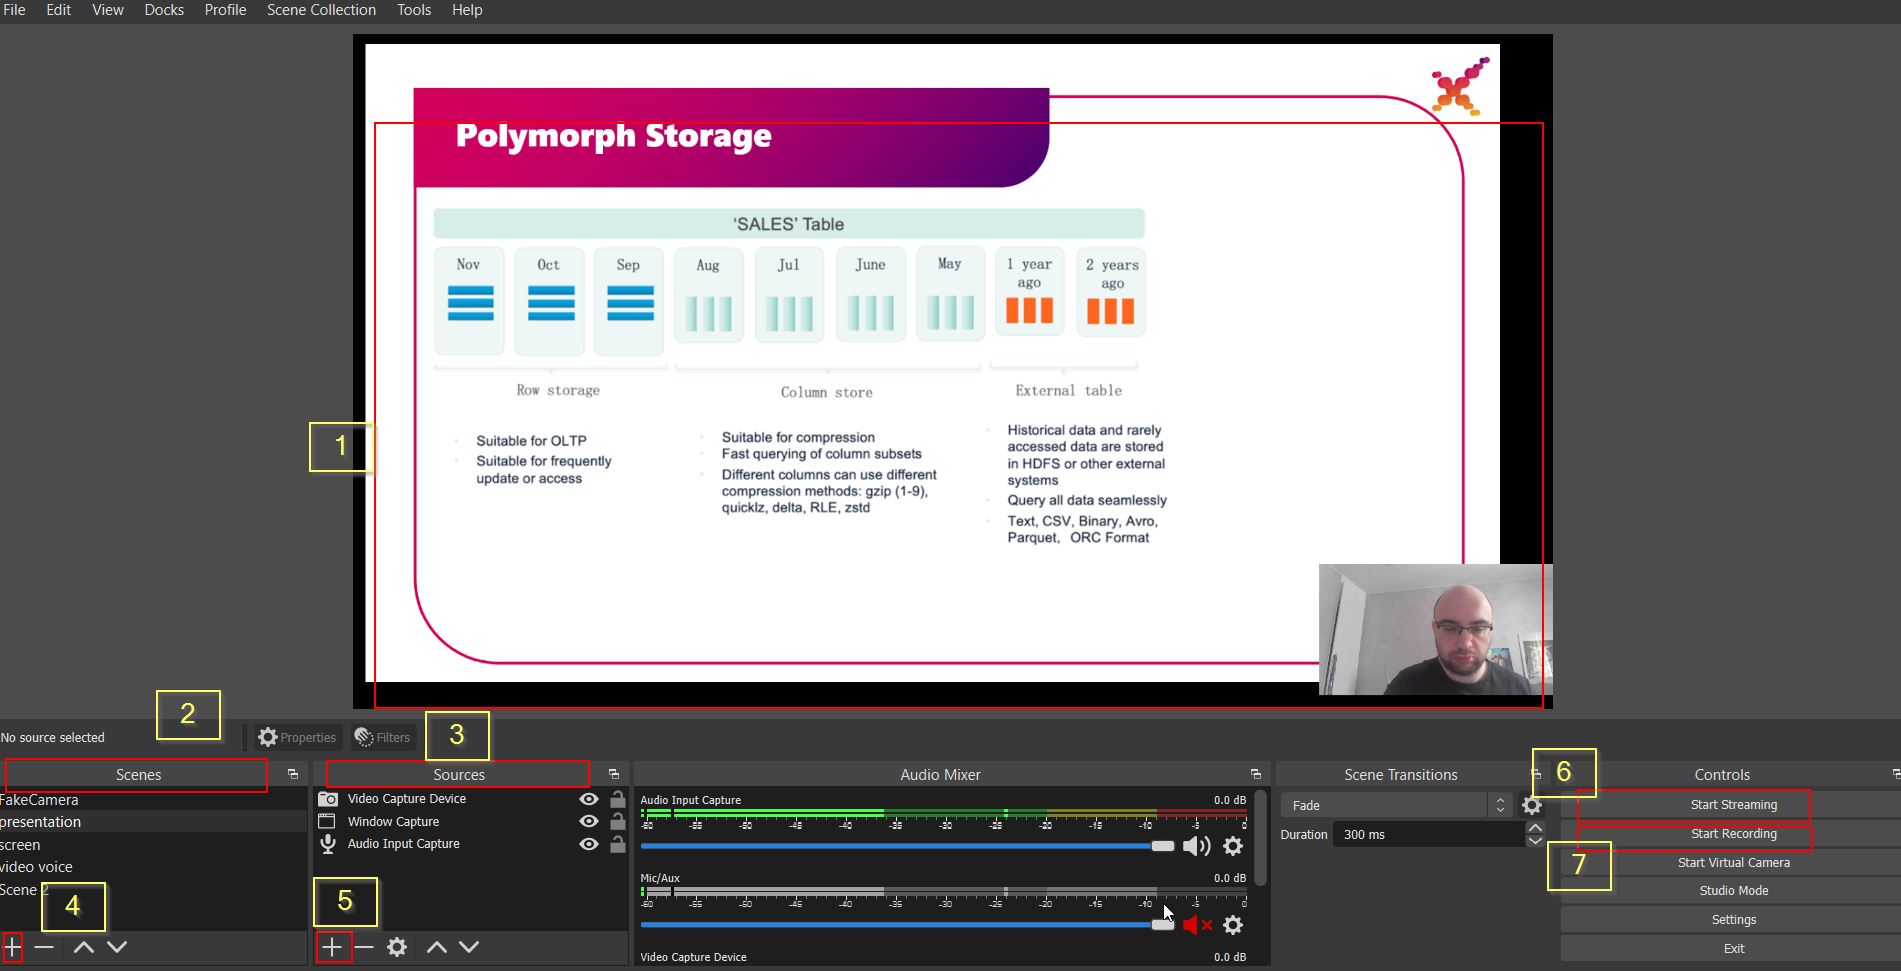 File Edit View Docks Profile Scene Collection Tools Help
Polymorph Storage
'SALES' Table
Nov Oct Sep Aug Jul June May 1 year ago 2 years ago
Row storage Column store External table
Suitable for OLTP
Suitable for frequently
update or access
Suitable for compression
Fast querying of column subsets
Different columns can use different
compression methods: gzip (1-9),
quicklz, delta, RLE, zstd
Historical data and rarely
accessed data are stored
in HDFS or other external
systems
Query all data seamlessly
Text, CSV, Binary, Avro,
Parquet, ORC Format
1
2
3
No source selected
Properties Filters
Scenes
FakeCamera
presentation
screen
video voice
Scene 2
4
Sources
Video Capture Device
Window Capture
Audio Input Capture
5
Audio Mixer
Audio Input Capture 0.0 dB
-60 -55 -50 -45 -40 -35 -30 -25 -20 -15 -10 -5 0
Mic/Aux 0.0 dB
-60 -55 -50 -45 -40 -35 -30 -25 -20 -15 -10 -5 0
Video Capture Device 0.0 dB
Scene Transitions
Fade
Duration 300 ms
6
Controls
Start Streaming
Start Recording
7
Start Virtual Camera
Studio Mode
Settings
Exit